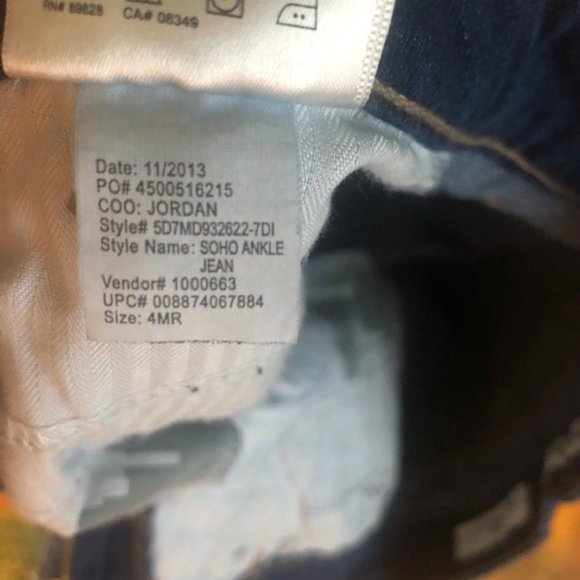 RN# 89828 CA# 08349
Date: 11/2013
PO# 4500516215
COO: JORDAN
Style# 5D7MD932622-7DI
Style Name: SOHO ANKLE
JEAN
Vendor# 1000663
UPC# 008874067884
Size: 4MR